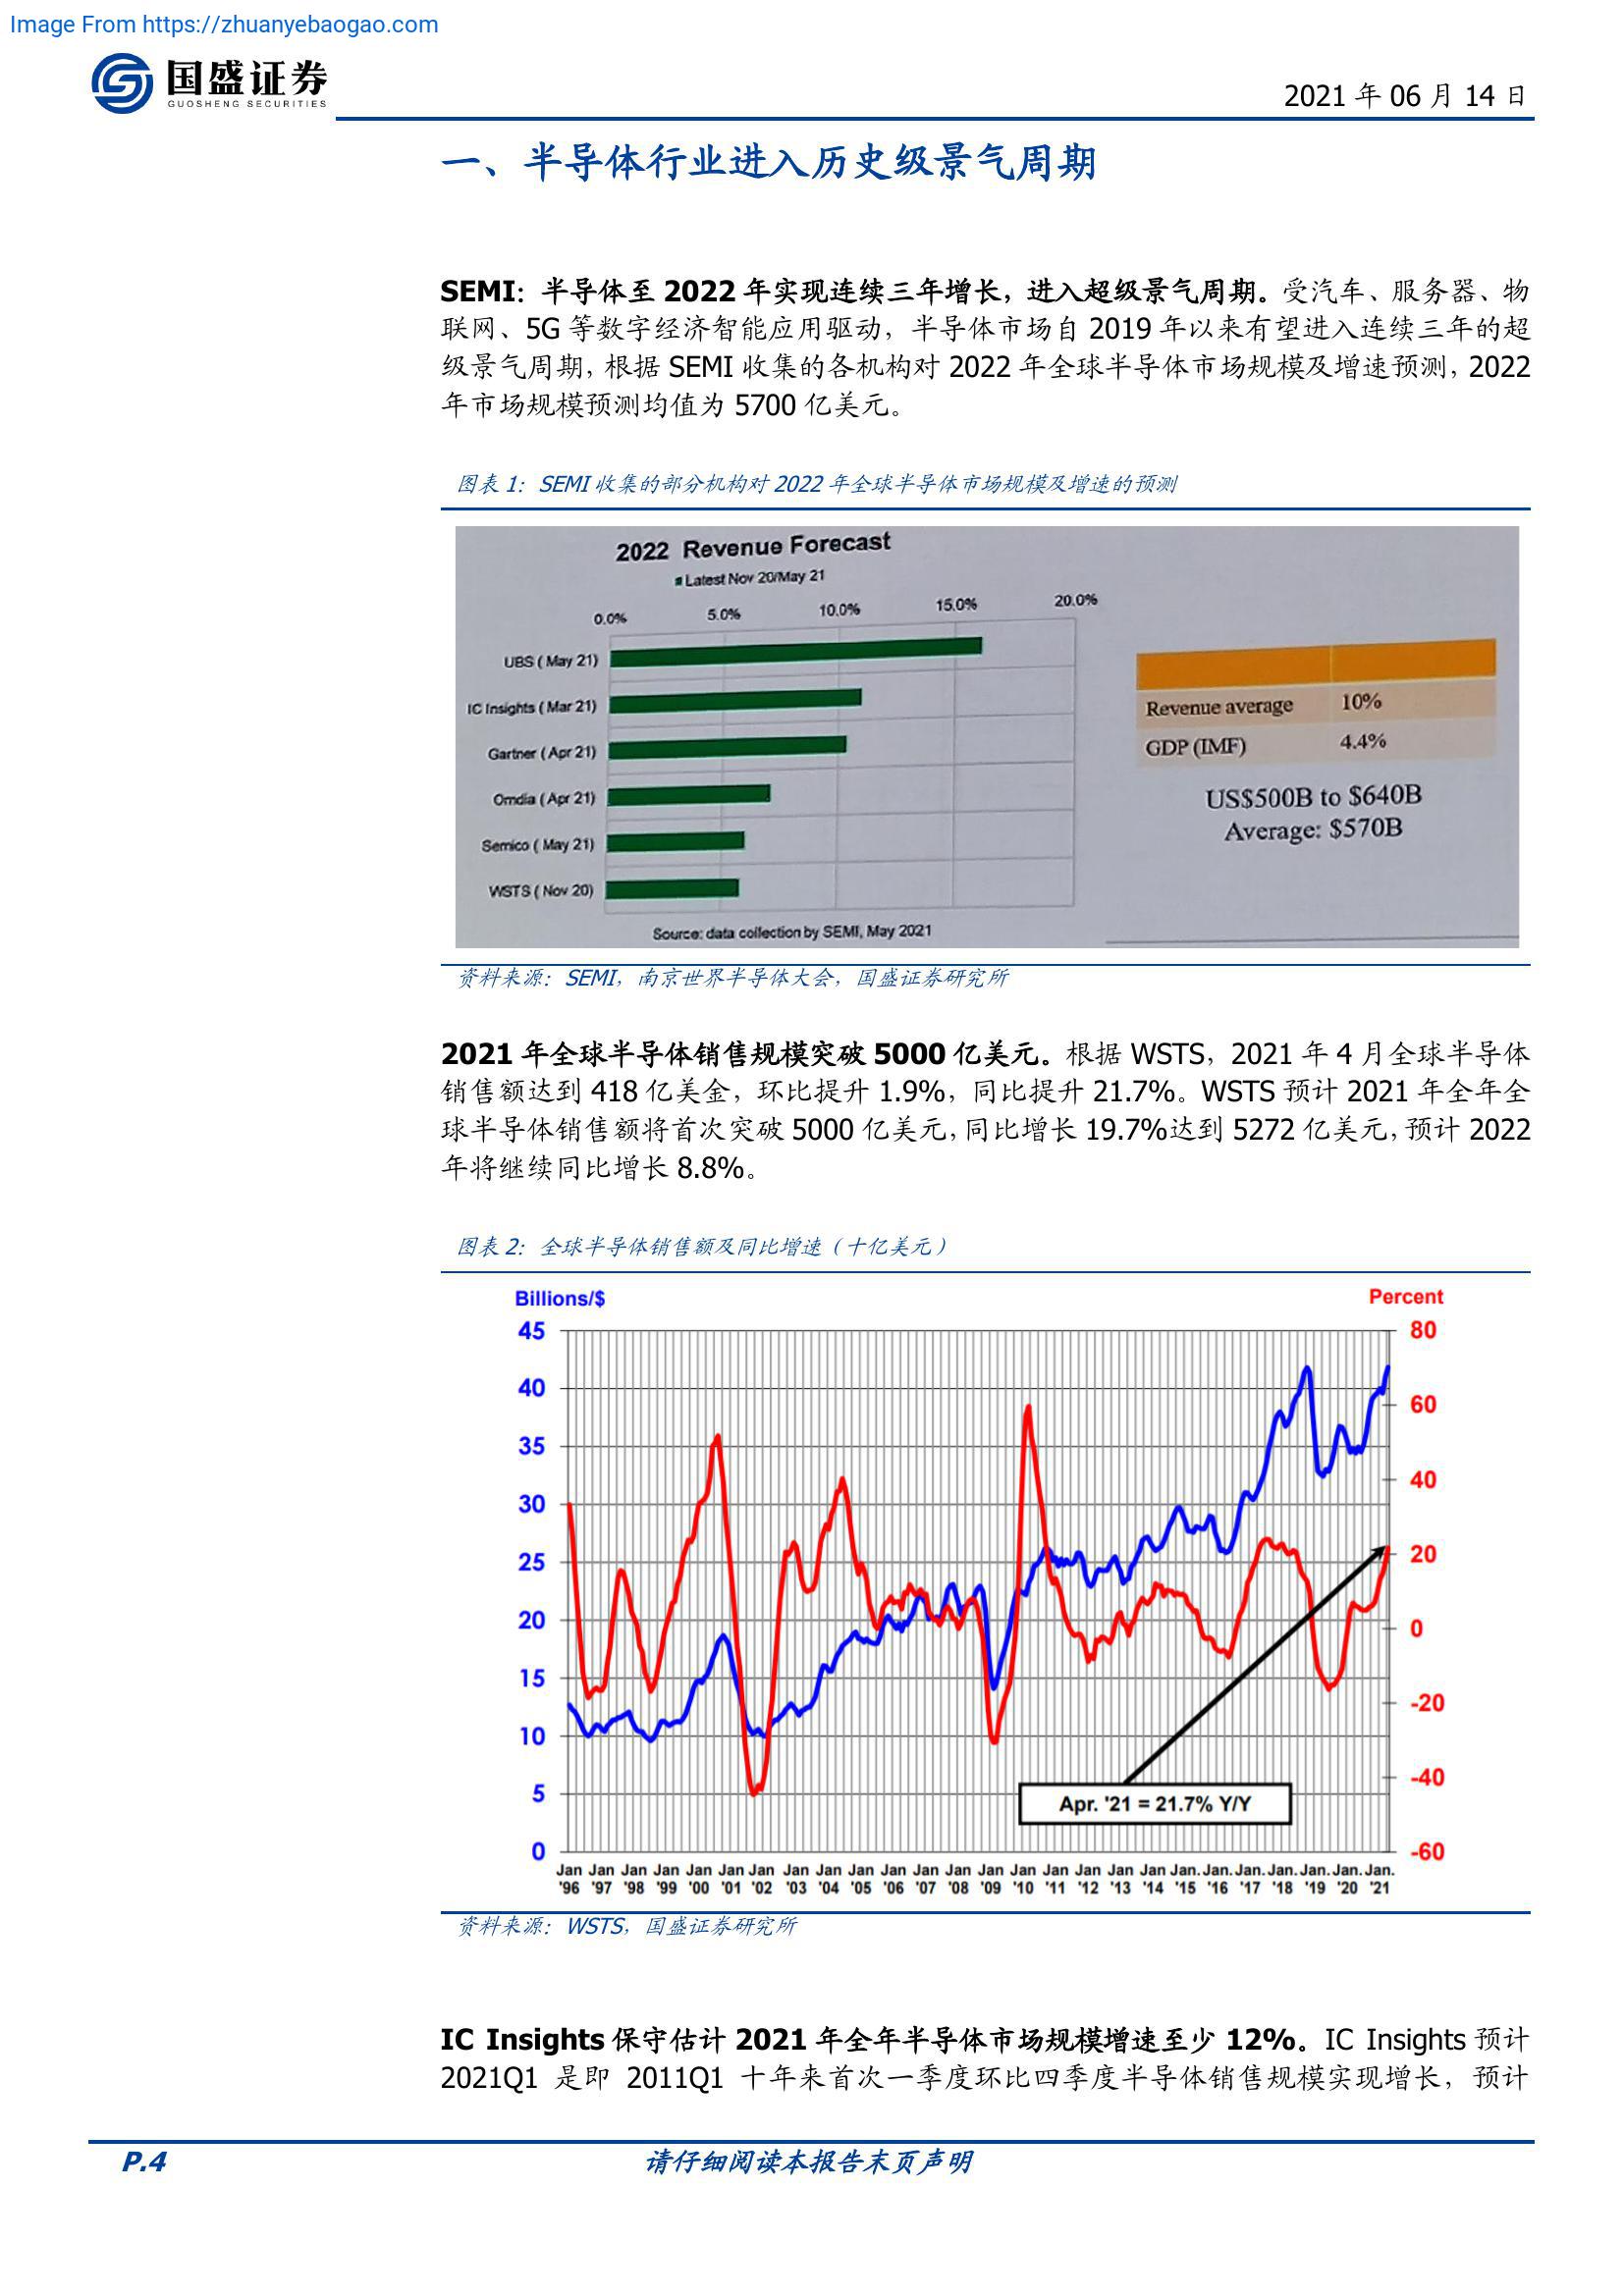 Image From https://zhuanyebaogao.com
国盛证券
GUOSHENG SECURITIES
2021 年 06 月 14 日
一、半导体行业进入历史级景气周期
SEMI：半导体至 2022 年实现连续三年增长，进入超级景气周期。受汽车、服务器、物
联网、5G 等数字经济智能应用驱动，半导体市场自 2019 年以来有望进入连续三年的超
级景气周期，根据 SEMI 收集的各机构对 2022 年全球半导体市场规模及增速预测，2022
年市场规模预测均值为 5700 亿美元。
图表 1：SEMI 收集的部分机构对 2022 年全球半导体市场规模及增速的预测
2022 Revenue Forecast
Latest Nov 20/May 21
0.0% 5.0% 10.0% 15.0% 20.0%
UBS ( May 21)
IC Insights ( Mar 21)
Gartner ( Apr 21)
Omdia ( Apr 21)
Semico ( May 21)
WSTS ( Nov 20)
Source: data collection by SEMI, May 2021
Revenue average 10%
GDP (IMF) 4.4%
US$500B to $640B
Average: $570B
资料来源：SEMI，南京世界半导体大会，国盛证券研究所
2021 年全球半导体销售规模突破 5000 亿美元。根据 WSTS，2021 年 4 月全球半导体
销售额达到 418 亿美金，环比提升 1.9%，同比提升 21.7%。WSTS 预计 2021 年全年全
球半导体销售额将首次突破 5000 亿美元，同比增长 19.7%达到 5272 亿美元，预计 2022
年将继续同比增长 8.8%。
图表 2：全球半导体销售额及同比增速（十亿美元）
Billions/$
Percent
45
40
35
30
25
20
15
10
5
0
80
60
40
20
0
-20
-40
-60
Apr. '21 = 21.7% Y/Y
Jan Jan Jan Jan Jan Jan Jan Jan Jan Jan Jan Jan Jan Jan Jan Jan Jan Jan Jan Jan. Jan. Jan. Jan. Jan. Jan. Jan.
'96 '97 '98 '99 '00 '01 '02 '03 '04 '05 '06 '07 '08 '09 '10 '11 '12 '13 '14 '15 '16 '17 '18 '19 '20 '21
资料来源：WSTS，国盛证券研究所
IC Insights 保守估计 2021 年全年半导体市场规模增速至少 12%。IC Insights 预计
2021Q1 是即 2011Q1 十年来首次一季度环比四季度半导体销售规模实现增长，预计
P.4
请仔细阅读本报告末页声明